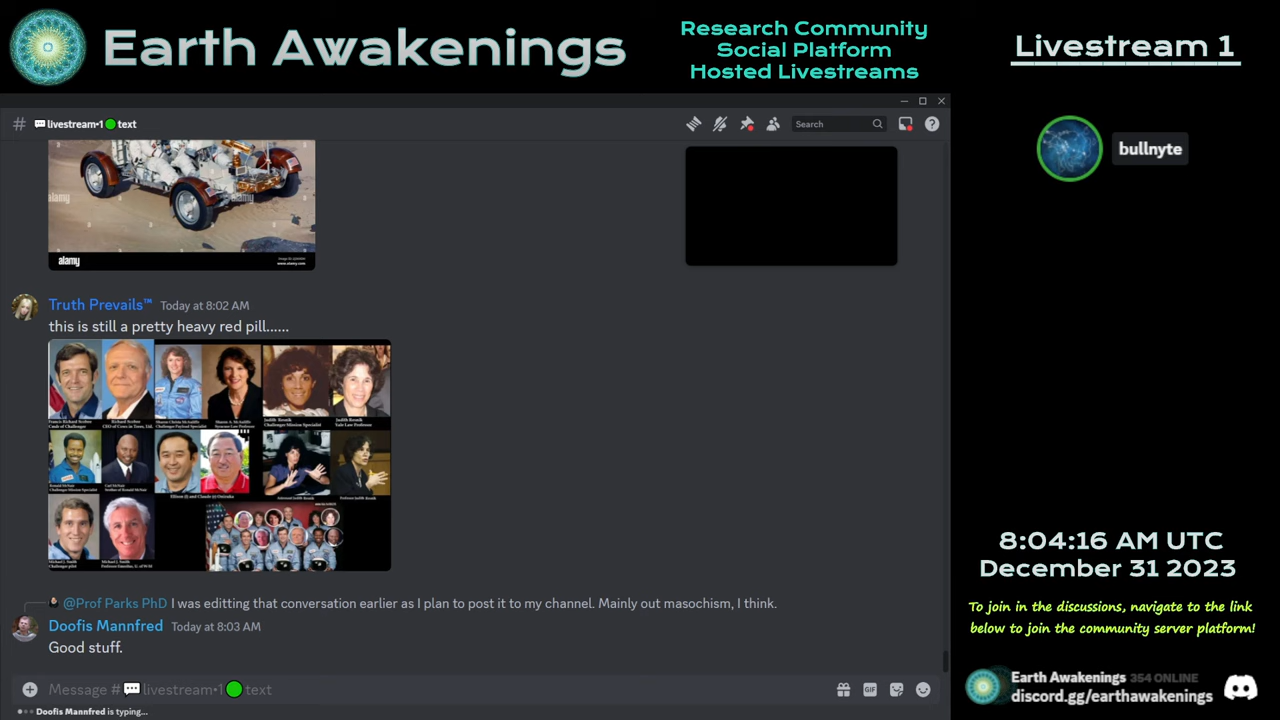 Earth Awakenings
Research Community
Social Platform
Hosted Livestreams
Livestream 1
# livestream•1 text
Search
bullnyte
alamy
alamy
www.alamy.com
Truth Prevails™ Today at 8:02 AM
this is still a pretty heavy red pill......
@Prof Parks PhD I was editting that conversation earlier as I plan to post it to my channel. Mainly out masochism, I think.
Doofis Mannfred Today at 8:03 AM
Good stuff.
Message # livestream•1 text
GIF
Doofis Mannfred is typing...
8:04:16 AM UTC
December 31 2023
To join in the discussions, navigate to the link
below to join the community server platform!
Earth Awakenings 354 ONLINE
discord.gg/earthawakenings